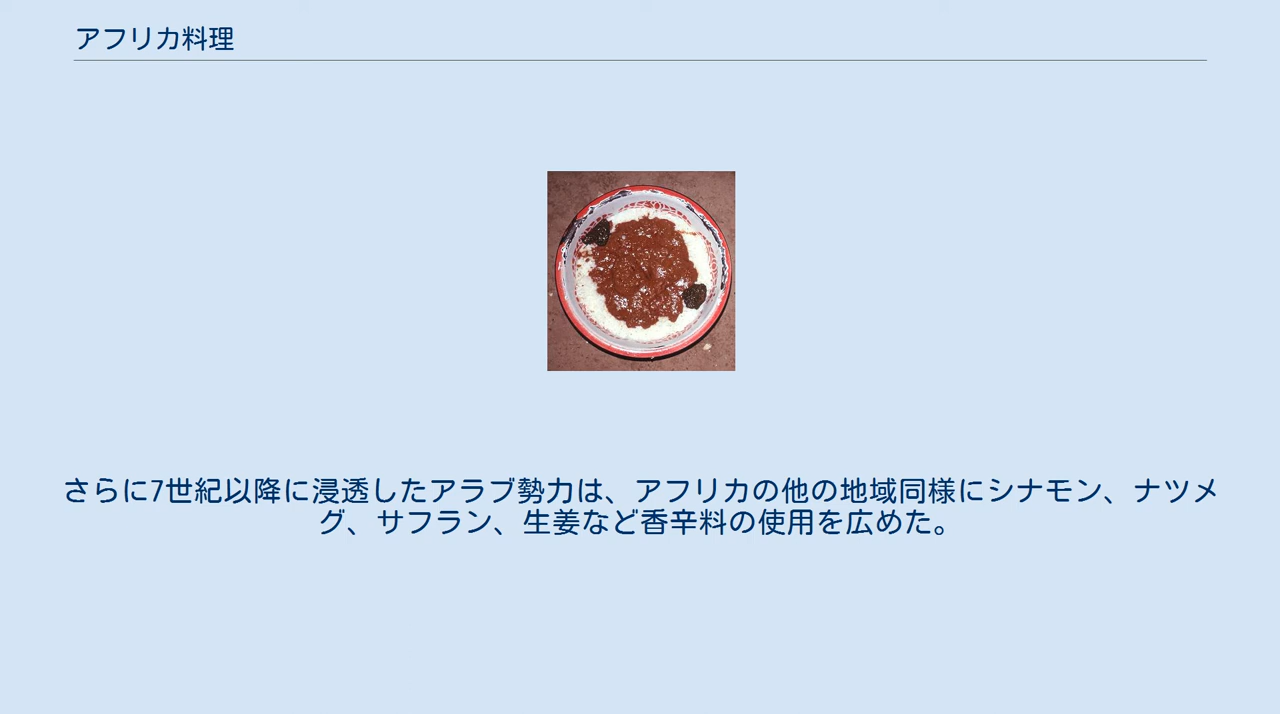 アフリカ料理
さらに7世紀以降に浸透したアラブ勢力は、アフリカの他の地域同様にシナモン、ナツメ
グ、サフラン、生姜など香辛料の使用を広めた。